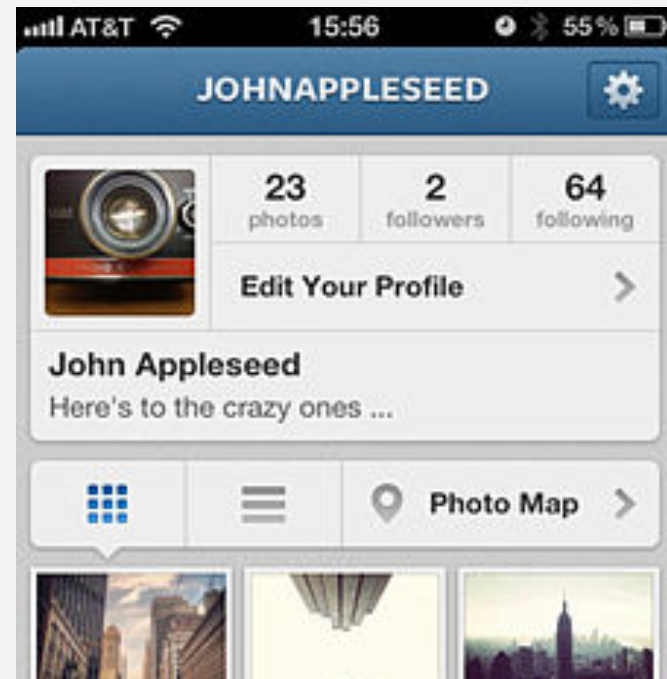 AT&T 15:56 55%
JOHNAPPLESEED
23 2 64
photos followers following
Edit Your Profile
John Appleseed
Here's to the crazy ones ...
Photo Map